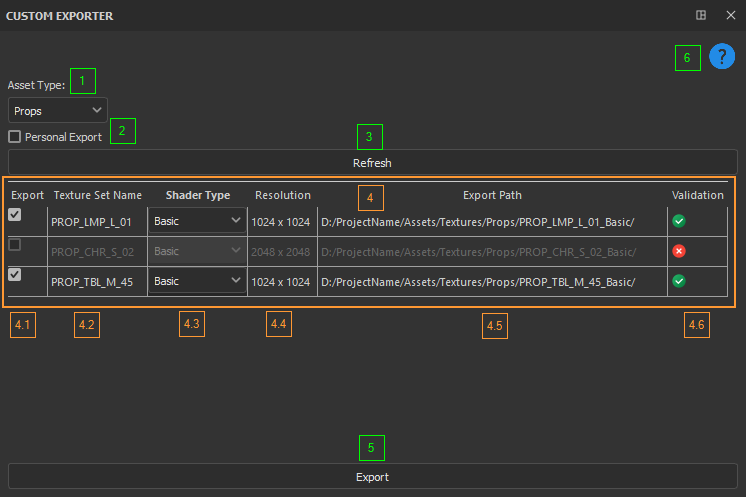 CUSTOM EXPORTER
6
?
Asset Type:
1
Props
Personal Export
2
3
Refresh
Export Texture Set Name Shader Type Resolution 4 Export Path Validation
PROP_LMP_L_01 Basic 1024 x 1024 D:/ProjectName/Assets/Textures/Props/PROP_LMP_L_01_Basic/
PROP_CHR_S_02 Basic 2048 x 2048 D:/ProjectName/Assets/Textures/Props/PROP_CHR_S_02_Basic/
PROP_TBL_M_45 Basic 1024 x 1024 D:/ProjectName/Assets/Textures/Props/PROP_TBL_M_45_Basic/
4.1 4.2 4.3 4.4 4.5 4.6
5
Export